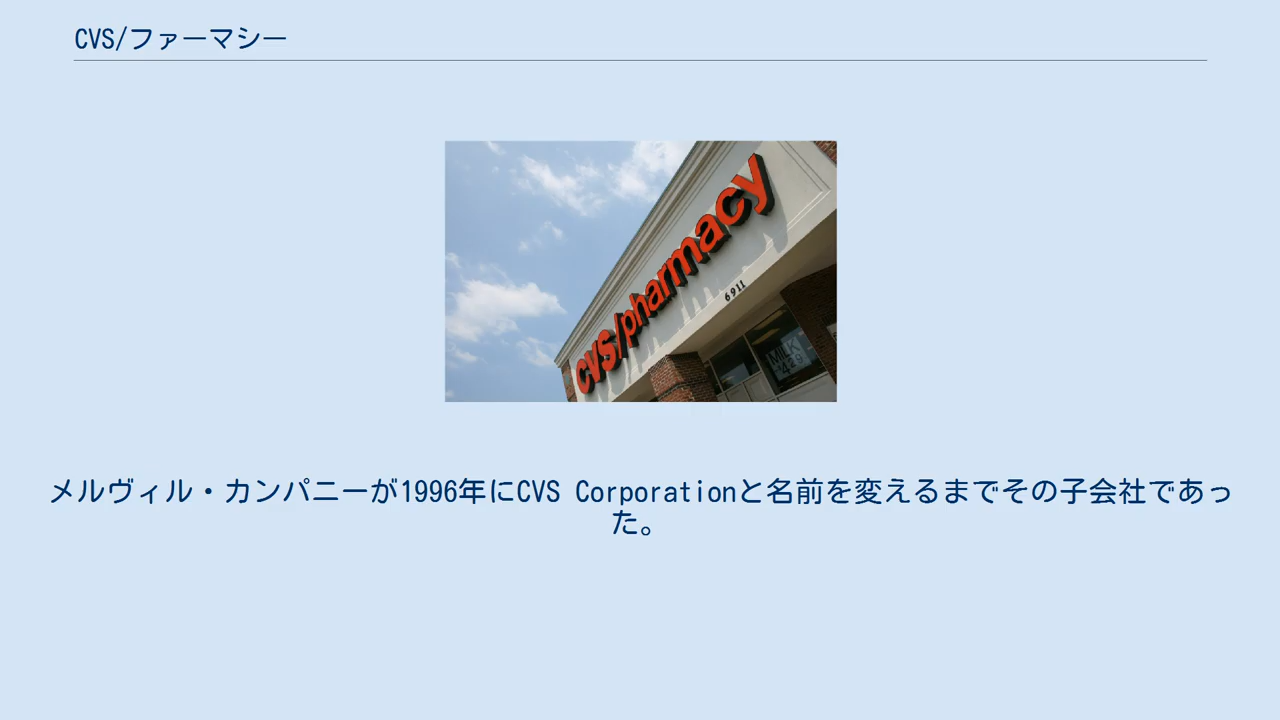 CVS/ファーマシー
cvs/pharmacy
6911
MILK
4 29
メルヴィル・カンパニーが1996年にCVS Corporationと名前を変えるまでその子会社であっ
た。